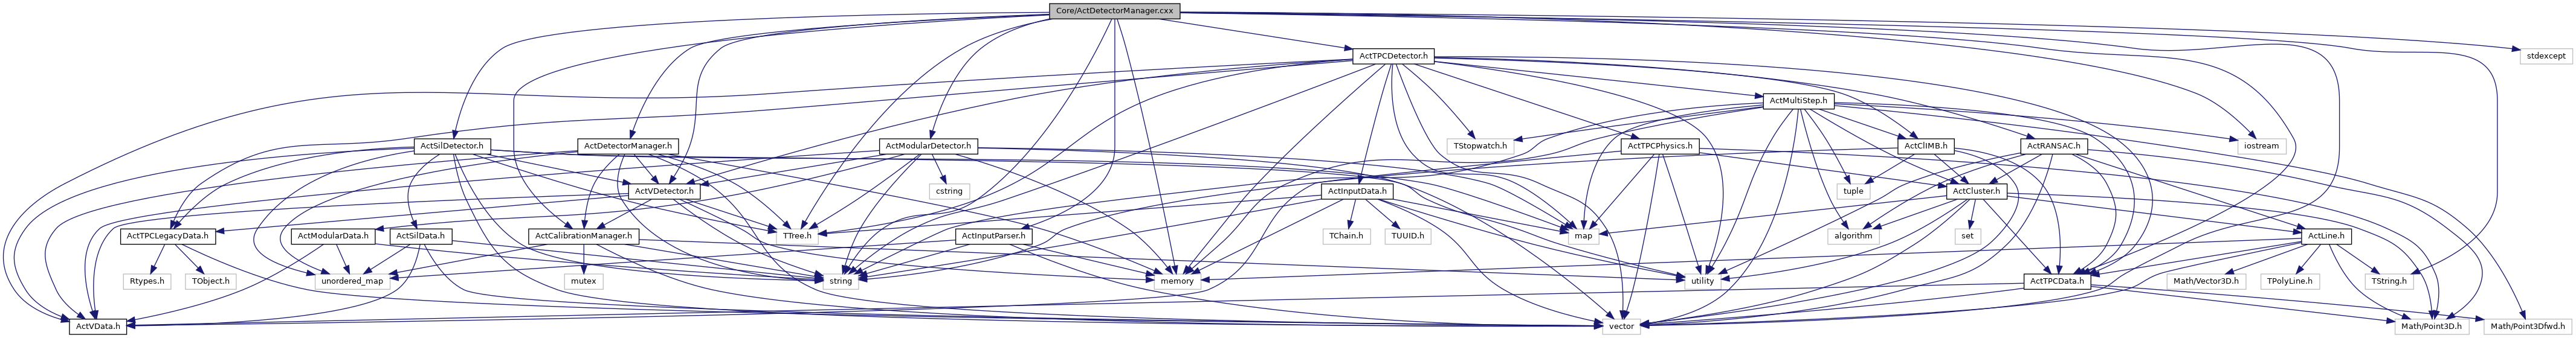 Core/ActDetectorManager.cxx
ActTPCDetector.h
stdexcept
ActMultiStep.h
ActSilDetector.h
ActDetectorManager.h
ActModularDetector.h
TStopwatch.h
ActTPCPhysics.h
ActClIMB.h
ActRANSAC.h
iostream
ActVDetector.h
cstring
ActInputData.h
tuple
ActCluster.h
ActTPCLegacyData.h
ActModularData.h
ActSilData.h
ActCalibrationManager.h
TTree.h
ActInputParser.h
TChain.h
TUUID.h
map
algorithm
set
ActLine.h
Rtypes.h
TObject.h
unordered_map
mutex
string
memory
utility
ActTPCData.h
Math/Vector3D.h
TPolyLine.h
TString.h
ActVData.h
vector
Math/Point3D.h
Math/Point3Dfwd.h